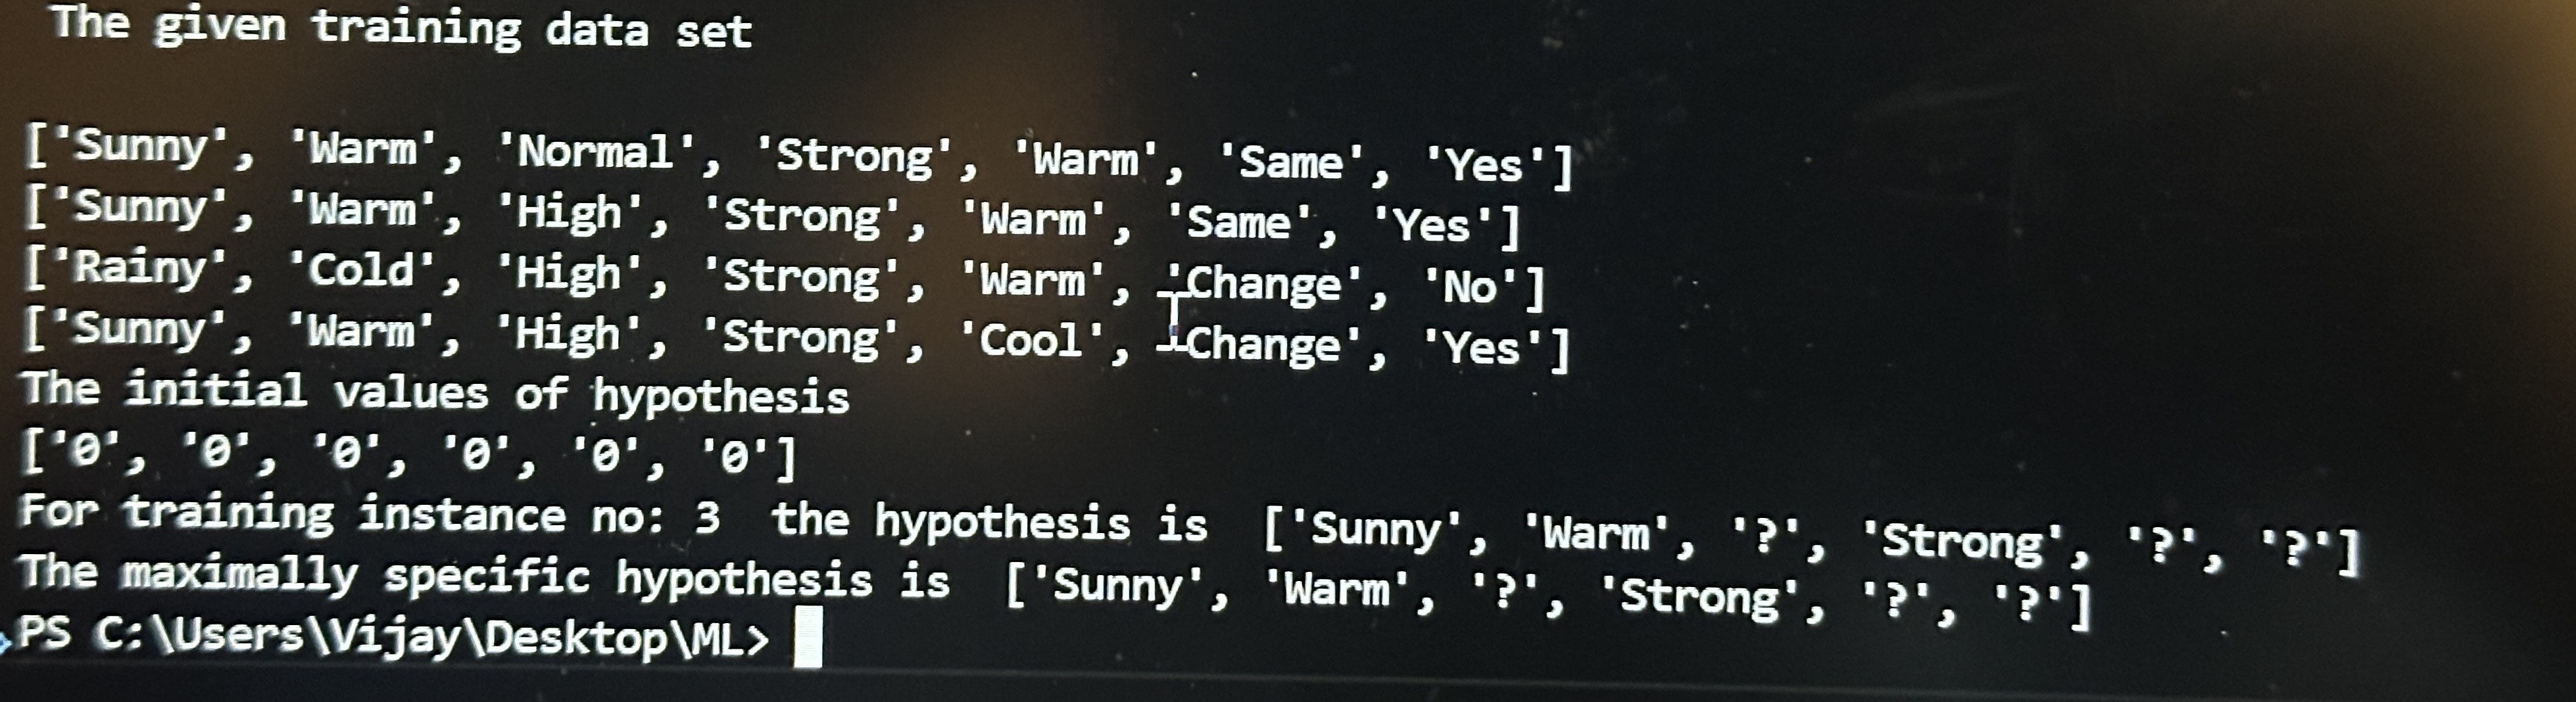 The given training data set
['Sunny', 'Warm', 'Normal', 'Strong', 'Warm', 'Same', 'Yes']
['Sunny', 'Warm', 'High', 'Strong', 'Warm', 'Same', 'Yes']
['Rainy', 'Cold', 'High', 'Strong', 'Warm', 'Change', 'No']
['Sunny', 'Warm', 'High', 'Strong', 'Cool', 'Change', 'Yes']
The initial values of hypothesis
['0', '0', '0', '0', '0', '0']
For training instance no: 3  the hypothesis is  ['Sunny', 'Warm', '?', 'Strong', '?', '?']
The maximally specific hypothesis is  ['Sunny', 'Warm', '?', 'Strong', '?', '?']
PS C:\Users\Vijay\Desktop\ML>